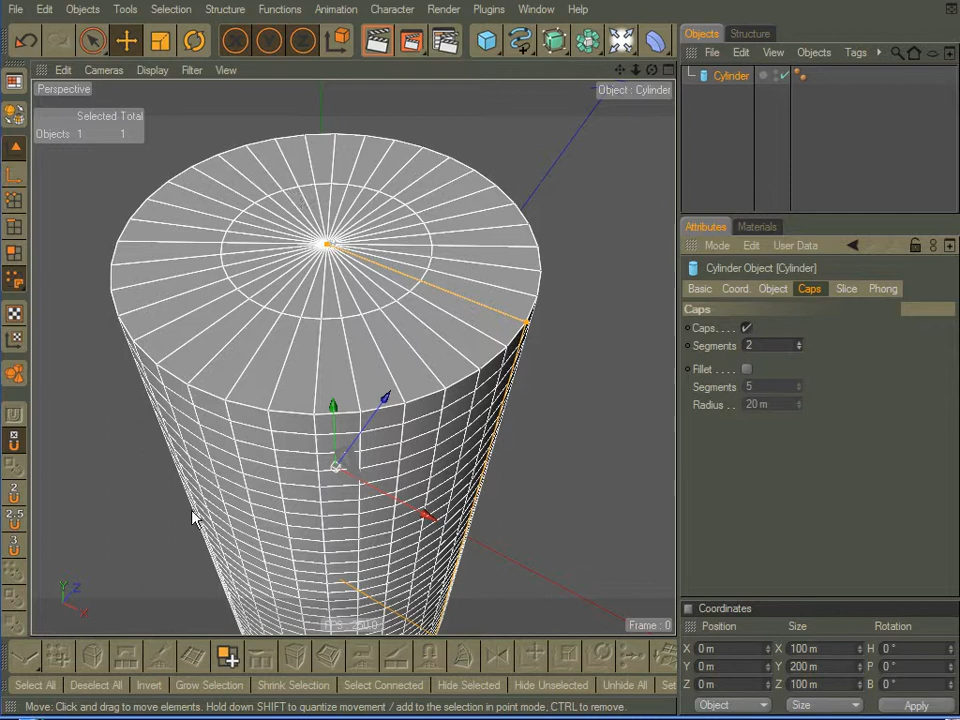 File Edit Objects Tools Selection Structure Functions Animation Character Render Plugins Window Help
Objects Structure
File Edit View Objects Tags
Edit Cameras Display Filter View
Cylinder
Perspective
Object : Cylinder
Selected Total
Objects 1 1
Attributes Materials
Mode Edit User Data
Cylinder Object [Cylinder]
Basic Coord. Object Caps Slice Phong
Caps
Caps. . . . .
Segments 2
Fillet . . . .
Segments 5
Radius . . 20 m
2
2.5
3
Y Z X
Frame : 0
Coordinates
Position Size Rotation
X 0 m X 100 m H 0 °
Y 0 m Y 200 m P 0 °
Z 0 m Z 100 m B 0 °
Object Size Apply
Select All Deselect All Invert Grow Selection Shrink Selection Select Connected Hide Selected Hide Unselected Unhide All
Move: Click and drag to move elements. Hold down SHIFT to quantize movement / add to the selection in point mode, CTRL to remove.